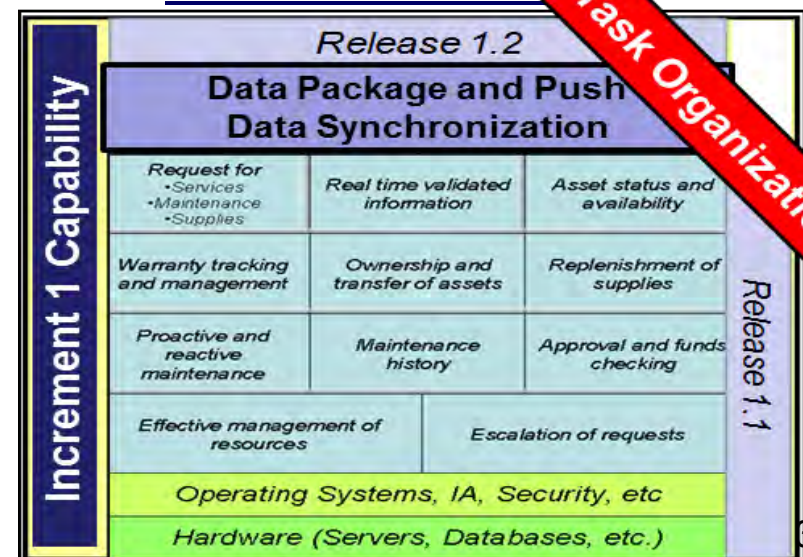 Release 1.2
Data Package and Push
Data Synchronization
Increment 1 Capability
Request for
•Services
•Maintenance
•Supplies
Real time validated
information
Asset status and
availability
Warranty tracking
and management
Ownership and
transfer of assets
Replenishment of
supplies
Proactive and
reactive
maintenance
Maintenance
history
Approval and funds
checking
Effective management of
resources
Escalation of requests
Release 1.1
Operating Systems, IA, Security, etc
Hardware (Servers, Databases, etc.)
Task